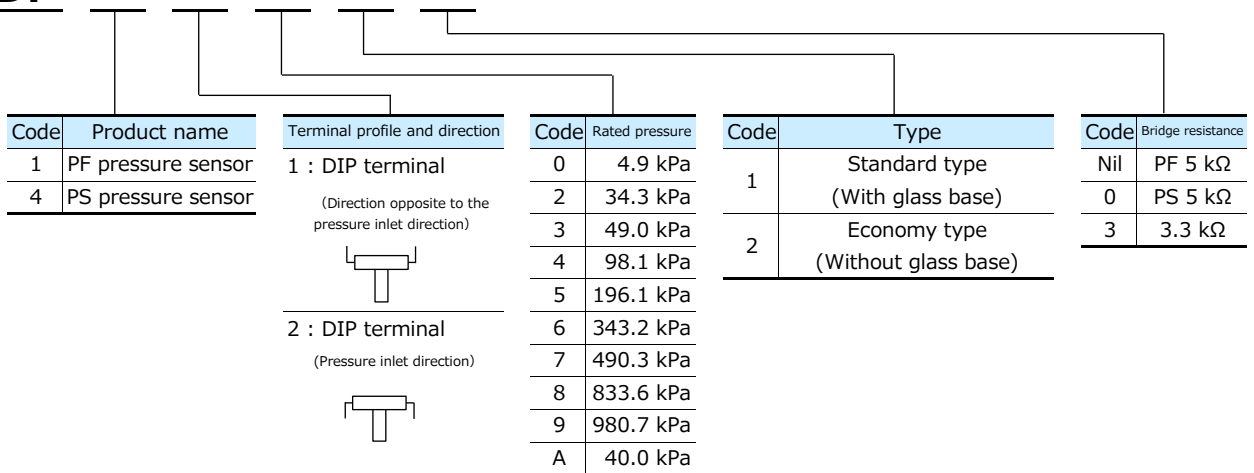 Code Product name
1 PF pressure sensor
4 PS pressure sensor
Terminal profile and direction
1 : DIP terminal
(Direction opposite to the
pressure inlet direction)
2 : DIP terminal
(Pressure inlet direction)
Code Rated pressure
0 4.9 kPa
2 34.3 kPa
3 49.0 kPa
4 98.1 kPa
5 196.1 kPa
6 343.2 kPa
7 490.3 kPa
8 833.6 kPa
9 980.7 kPa
A 40.0 kPa
Code Type
1 Standard type
(With glass base)
2 Economy type
(Without glass base)
Code Bridge resistance
Nil PF 5 kΩ
0 PS 5 kΩ
3 3.3 kΩ